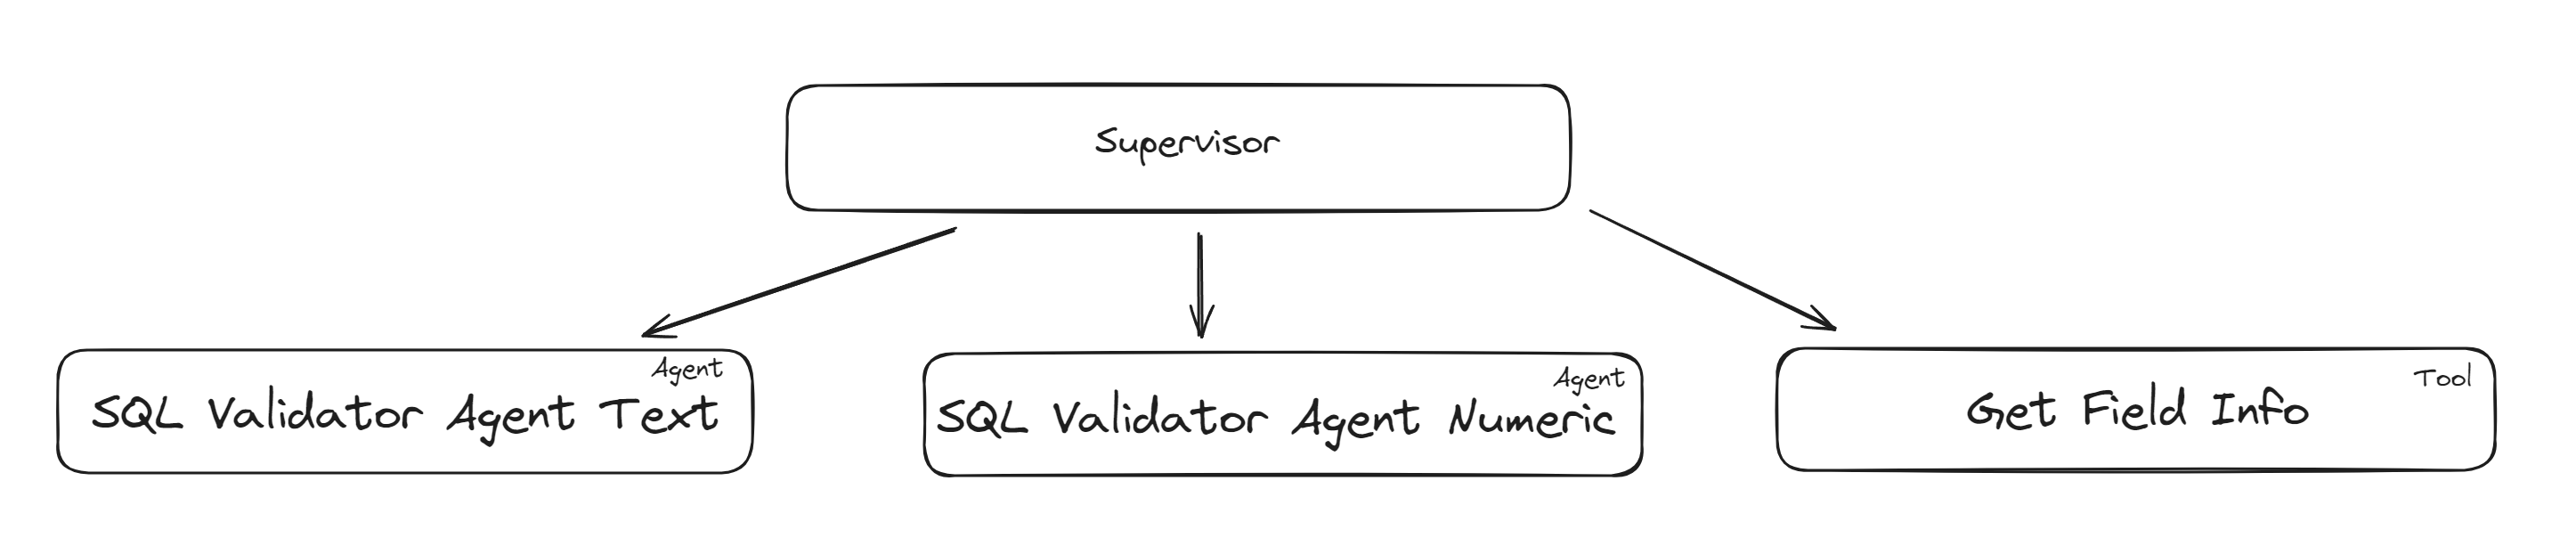 Supervisor
Agent
SQL Validator Agent Text
Agent
SQL Validator Agent Numeric
Tool
Get Field Info